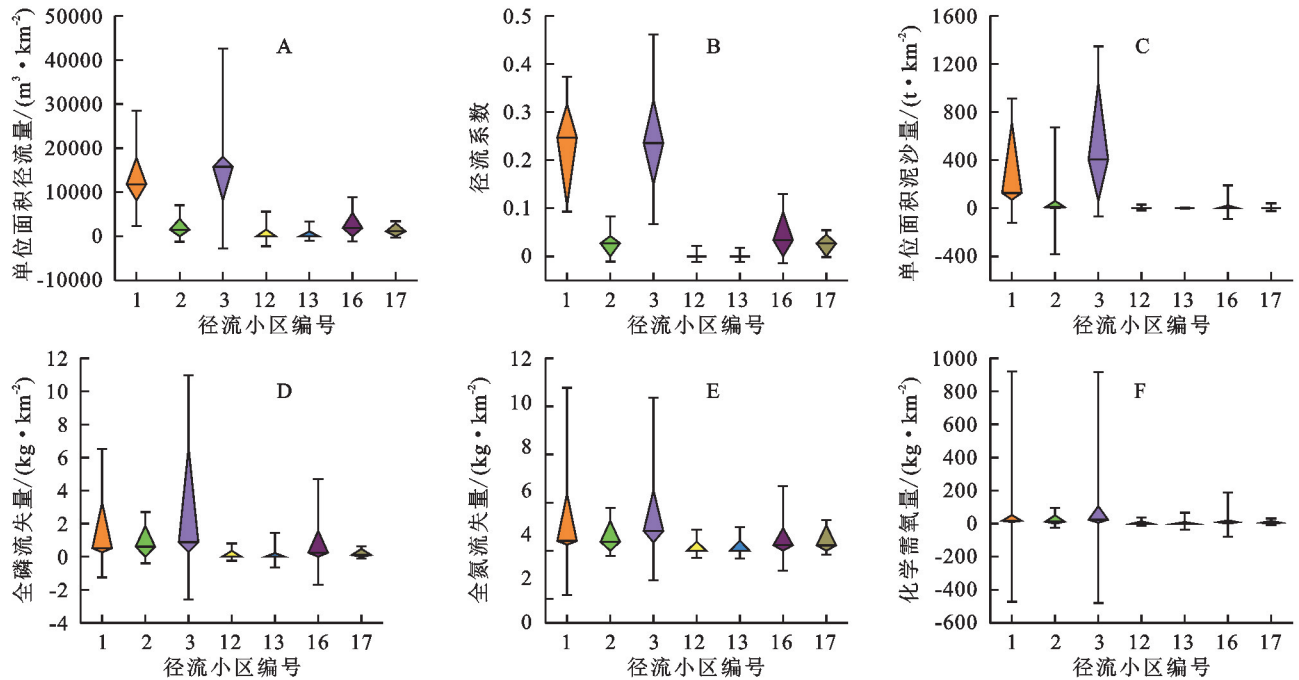 A
单位面积径流量/(m³·km⁻²)
50000
40000
30000
20000
10000
0
-10000
1 2 3 12 13 16 17
径流小区编号
B
径流系数
0.5
0.4
0.3
0.2
0.1
0
1 2 3 12 13 16 17
径流小区编号
C
单位面积泥沙量/(t·km⁻²)
1600
1200
800
400
0
-400
1 2 3 12 13 16 17
径流小区编号
D
全磷流失量/(kg·km⁻²)
12
10
8
6
4
2
0
-2
-4
1 2 3 12 13 16 17
径流小区编号
E
全氮流失量/(kg·km⁻²)
12
10
8
6
4
2
0
1 2 3 12 13 16 17
径流小区编号
F
化学需氧量/(kg·km⁻²)
1000
800
600
400
200
0
-200
-400
-600
1 2 3 12 13 16 17
径流小区编号